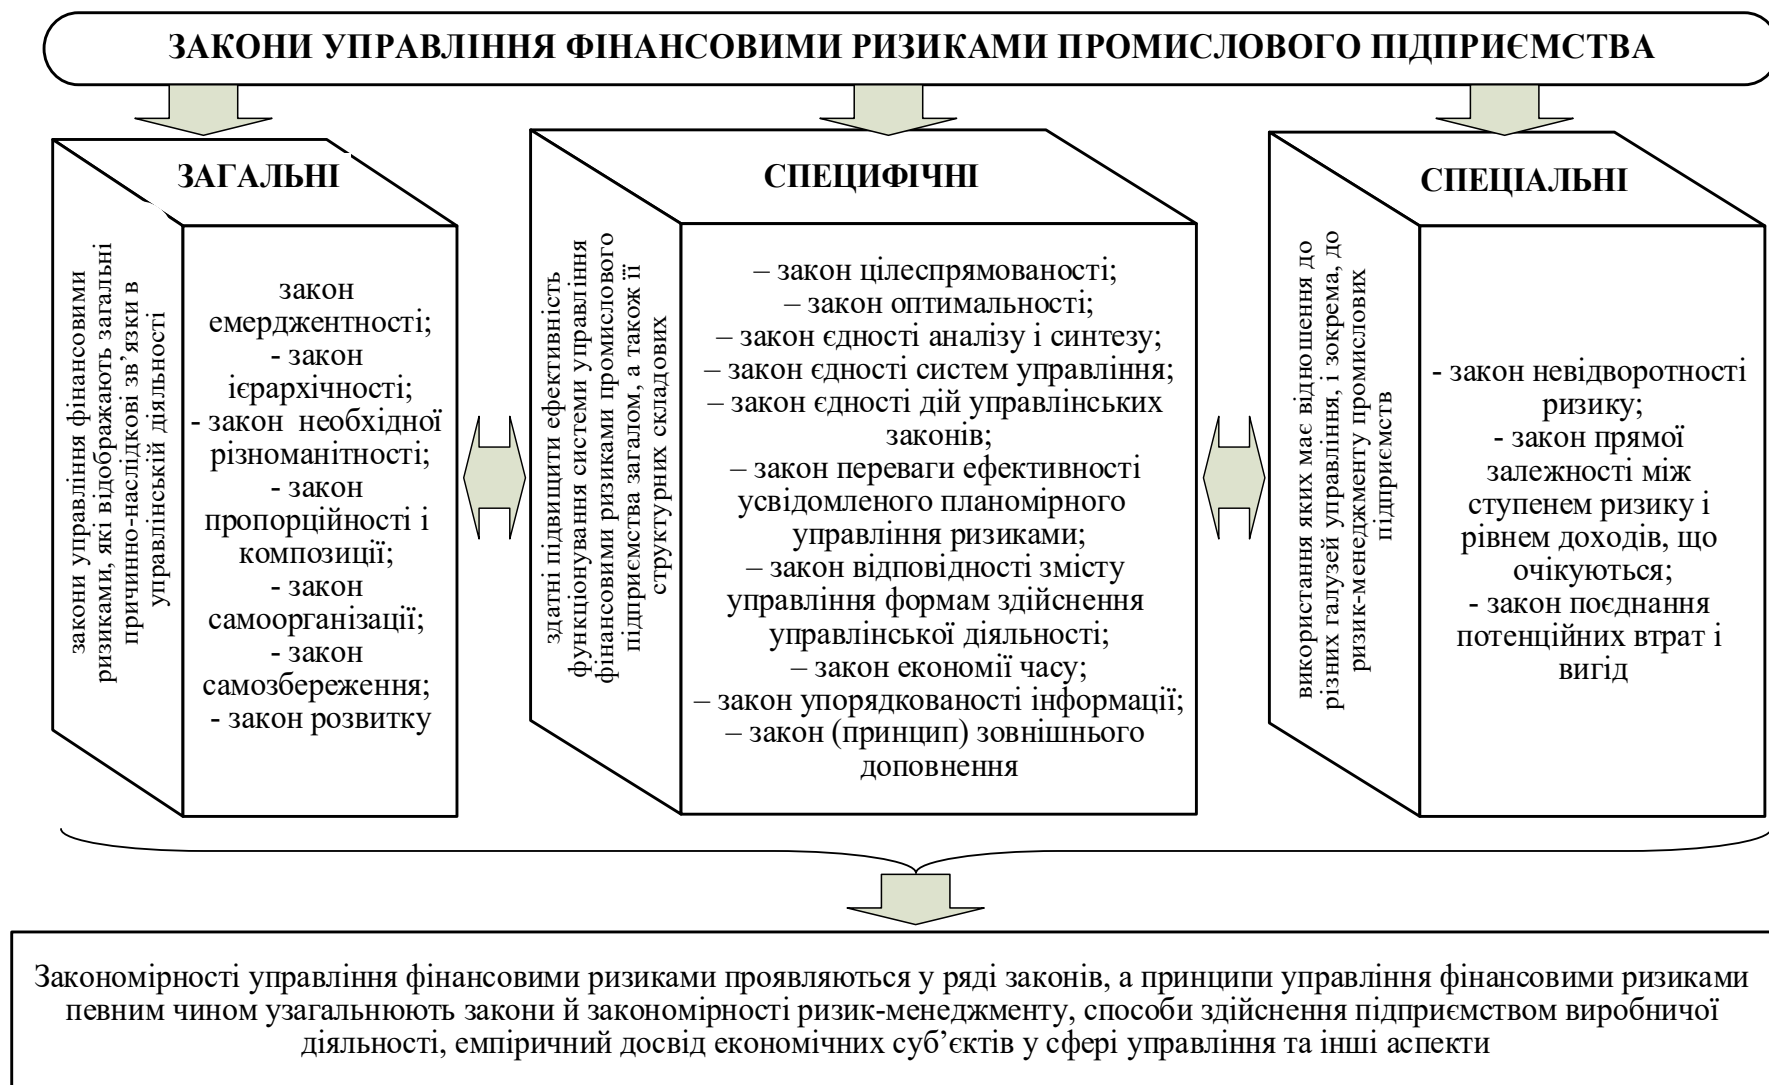 ЗАКОНИ УПРАВЛІННЯ ФІНАНСОВИМИ РИЗИКАМИ ПРОМИСЛОВОГО ПІДПРИЄМСТВА
ЗАГАЛЬНІ
закони управління фінансовими
ризиками, які відображають загальні
причинно-наслідкові зв’язки в
управлінській діяльності
закон
емерджентності;
- закон
ієрархічності;
- закон необхідної
різноманітності;
- закон
пропорційності і
композиції;
- закон
самоорганізації;
- закон
самозбереження;
- закон розвитку
СПЕЦИФІЧНІ
здатні підвищити ефективність
функціонування системи управління
фінансовими ризиками промислового
підприємства загалом, а також її
структурних складових
– закон цілеспрямованості;
– закон оптимальності;
– закон єдності аналізу і синтезу;
– закон єдності систем управління;
– закон єдності дій управлінських
законів;
– закон переваги ефективності
усвідомленого планомірного
управління ризиками;
– закон відповідності змісту
управління формам здійснення
управлінської діяльності;
– закон економії часу;
– закон упорядкованості інформації;
– закон (принцип) зовнішнього
доповнення
СПЕЦІАЛЬНІ
використання яких має відношення до
різних галузей управління, і зокрема, до
ризик-менеджменту промислових
підприємств
- закон невідворотності
ризику;
- закон прямої
залежності між
ступенем ризику і
рівнем доходів, що
очікуються;
- закон поєднання
потенційних втрат і
вигід
Закономірності управління фінансовими ризиками проявляються у ряді законів, а принципи управління фінансовими ризиками
певним чином узагальнюють закони й закономірності ризик-менеджменту, способи здійснення підприємством виробничої
діяльності, емпіричний досвід економічних суб’єктів у сфері управління та інші аспекти